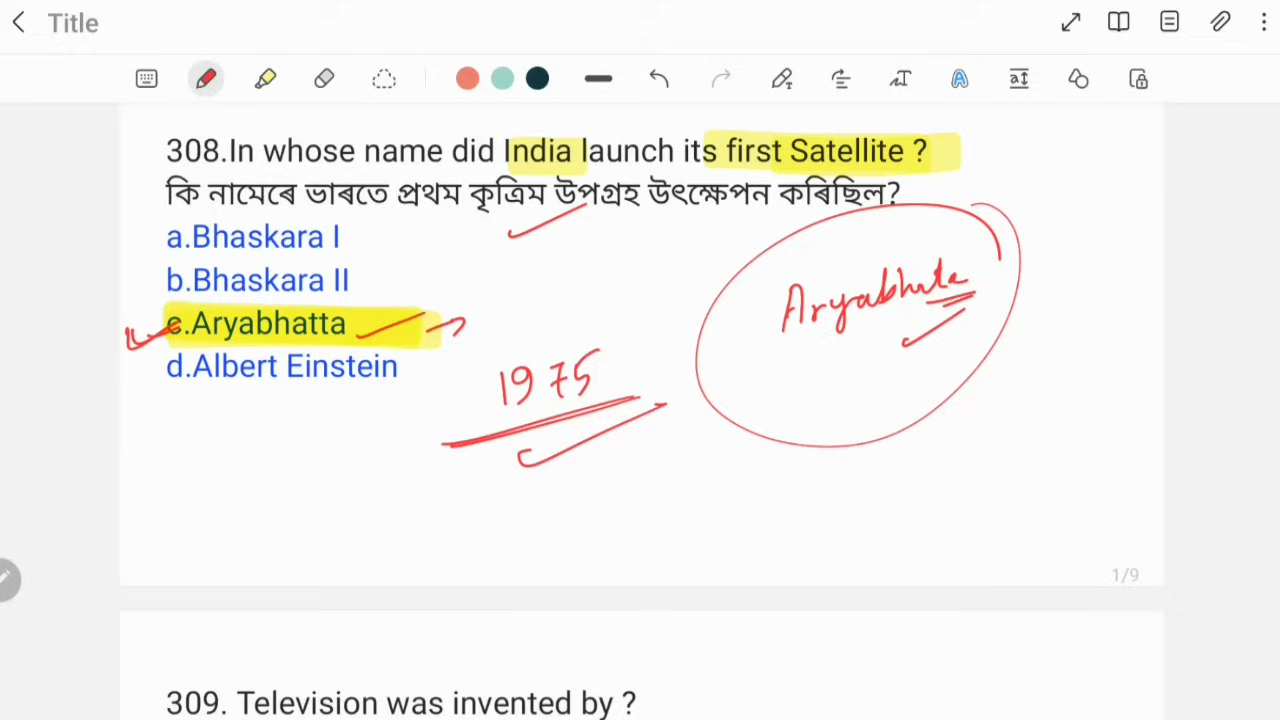 Title
308.In whose name did India launch its first Satellite ?
কি নামেৰে ভাৰতে প্ৰথম কৃত্ৰিম উপগ্ৰহ উৎক্ষেপন কৰিছিল?
a.Bhaskara I
b.Bhaskara II
c.Aryabhatta
d.Albert Einstein
1975
Aryabhata
1/9
309. Television was invented by ?